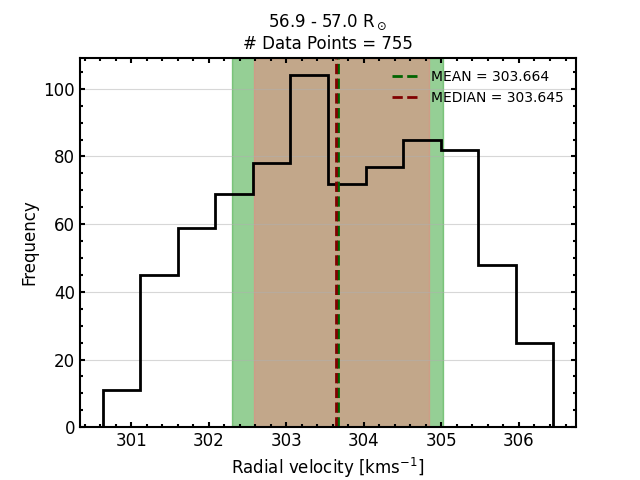 56.9 - 57.0 R⊙
# Data Points = 755
MEAN = 303.664
MEDIAN = 303.645
Frequency
100
80
60
40
20
0
301 302 303 304 305 306
Radial velocity [kms⁻¹]